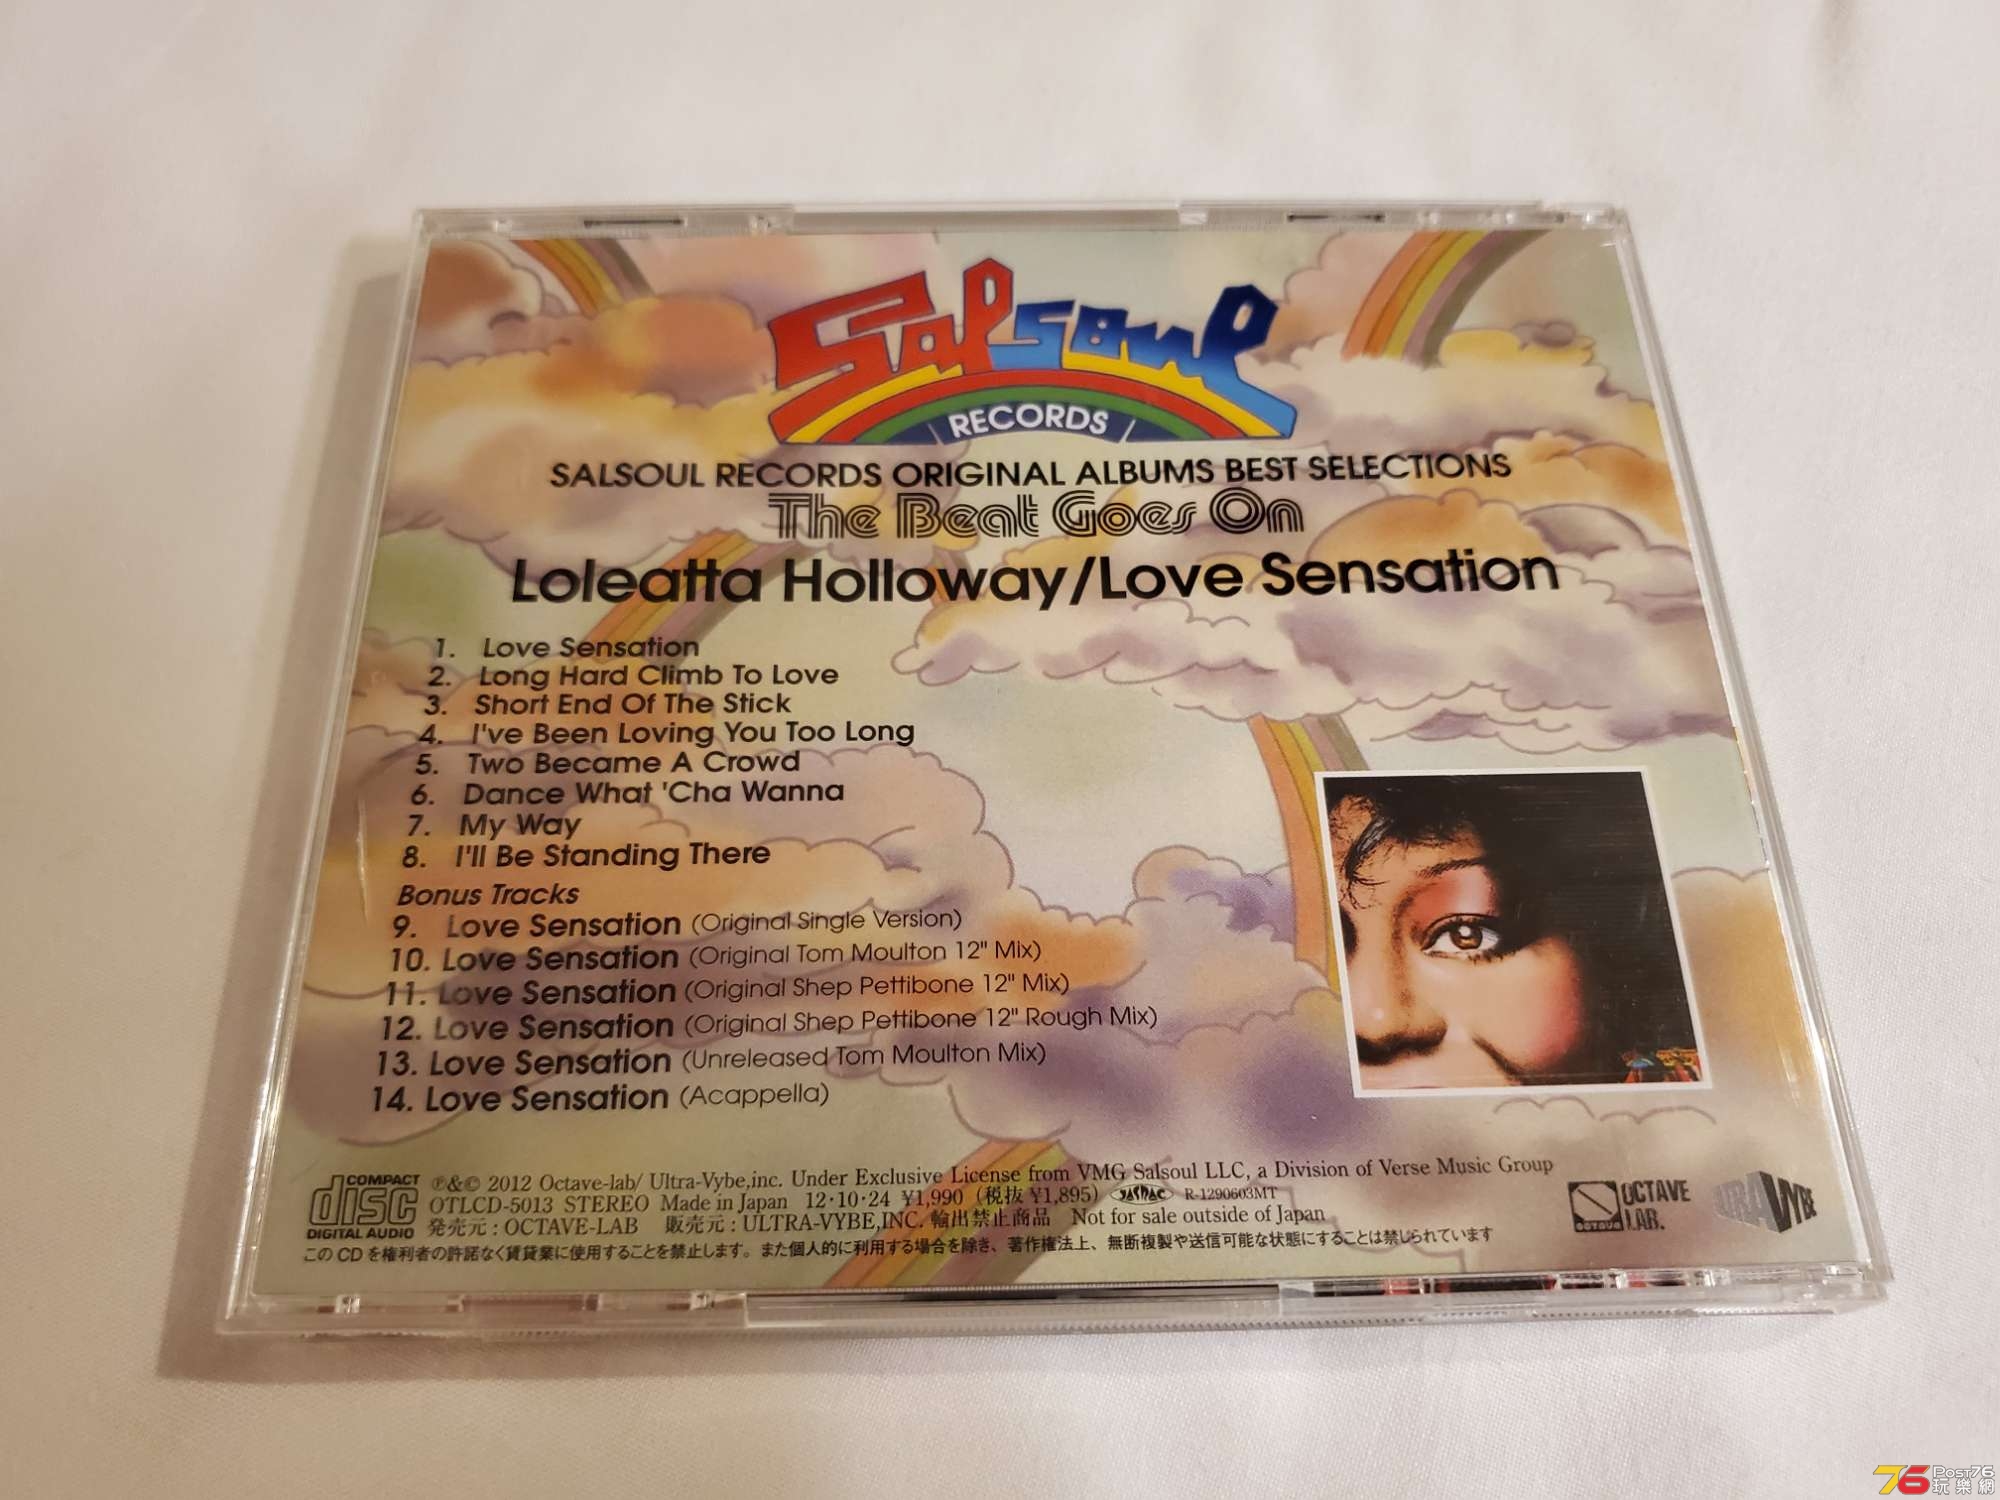 Salsoul
RECORDS
SALSOUL RECORDS ORIGINAL ALBUMS BEST SELECTIONS
The Beat Goes On
Loleatta Holloway/Love Sensation
1. Love Sensation
2. Long Hard Climb To Love
3. Short End Of The Stick
4. I've Been Loving You Too Long
5. Two Became A Crowd
6. Dance What 'Cha Wanna
7. My Way
8. I'll Be Standing There
Bonus Tracks
9. Love Sensation (Original Single Version)
10. Love Sensation (Original Tom Moulton 12" Mix)
11. Love Sensation (Original Shep Pettibone 12" Mix)
12. Love Sensation (Original Shep Pettibone 12" Rough Mix)
13. Love Sensation (Unreleased Tom Moulton Mix)
14. Love Sensation (Acappella)
COMPACT
disc
DIGITAL AUDIO
℗&© 2012 Octave-lab/ Ultra-Vybe,inc. Under Exclusive License from VMG Salsoul LLC, a Division of Verse Music Group
OTLCD-5013 STEREO Made in Japan 12・10・24 ¥1,990 (税抜 ¥1,895) JASRAC R-1290603MT
発売元 : OCTAVE-LAB 販売元 : ULTRA-VYBE,INC. 輸出禁止商品 Not for sale outside of Japan
この CD を権利者の許諾なく賃貸業に使用することを禁止します。また個人的に利用する場合を除き、著作権法上、無断複製や送信可能な状態にすることは禁じられています
OCTAVE
LAB.
ULTRA VYBE
76 Post76
玩樂網